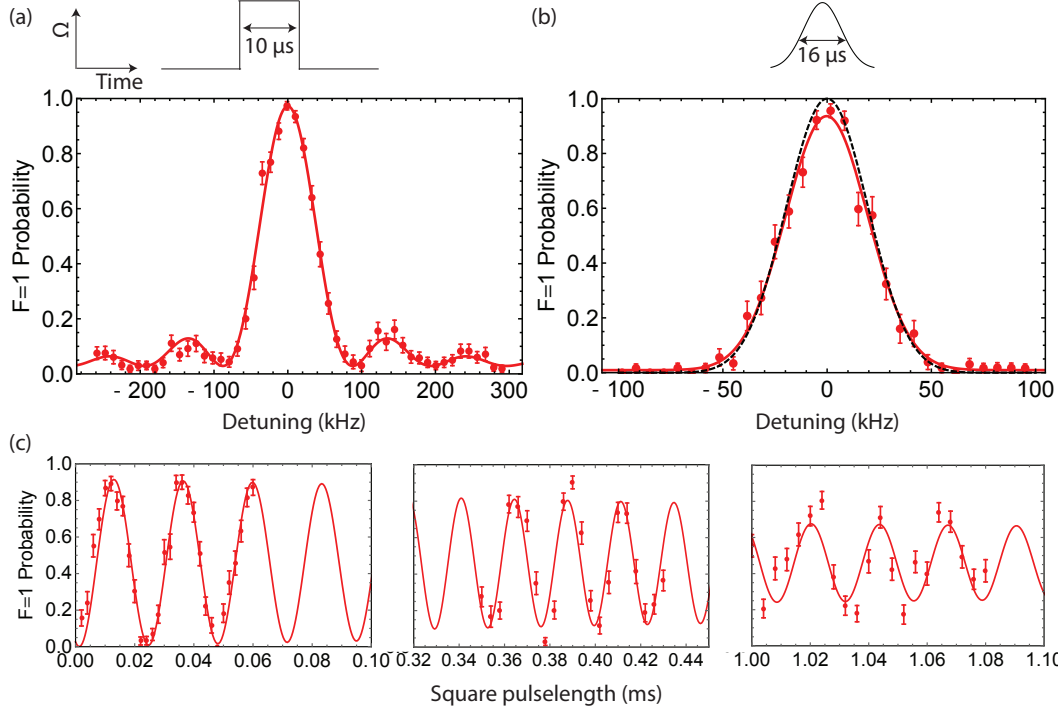 (a)
Ω
10 µs
Time
(b)
16 µs
1.0
0.8
0.6
0.4
0.2
0.0
F=1 Probability
- 200
- 100
0
100
200
300
Detuning (kHz)
1.0
0.8
0.6
0.4
0.2
0.0
F=1 Probability
- 100
- 50
0
50
100
Detuning (kHz)
(c)
1.0
0.8
0.6
0.4
0.2
0.0
F=1 Probability
0.00 0.02 0.04 0.06 0.08 0.10
0.32 0.34 0.36 0.38 0.40 0.42 0.44
1.00 1.02 1.04 1.06 1.08 1.10
Square pulselength (ms)